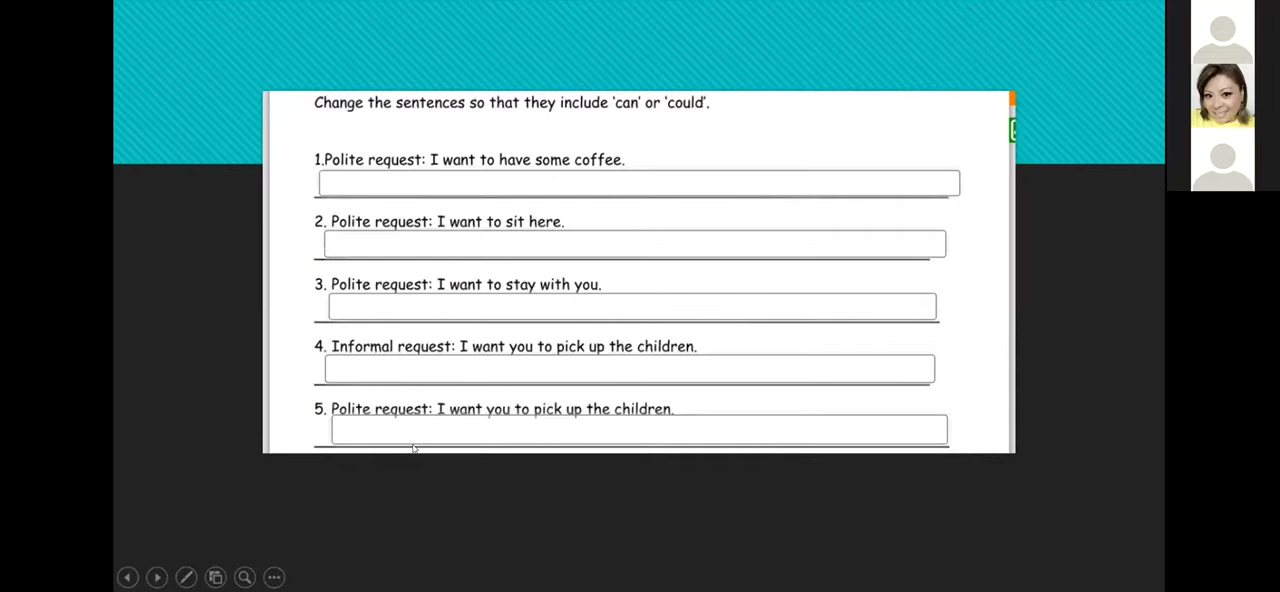 Change the sentences so that they include 'can' or 'could'.
1.Polite request: I want to have some coffee.
2. Polite request: I want to sit here.
3. Polite request: I want to stay with you.
4. Informal request: I want you to pick up the children.
5. Polite request: I want you to pick up the children.